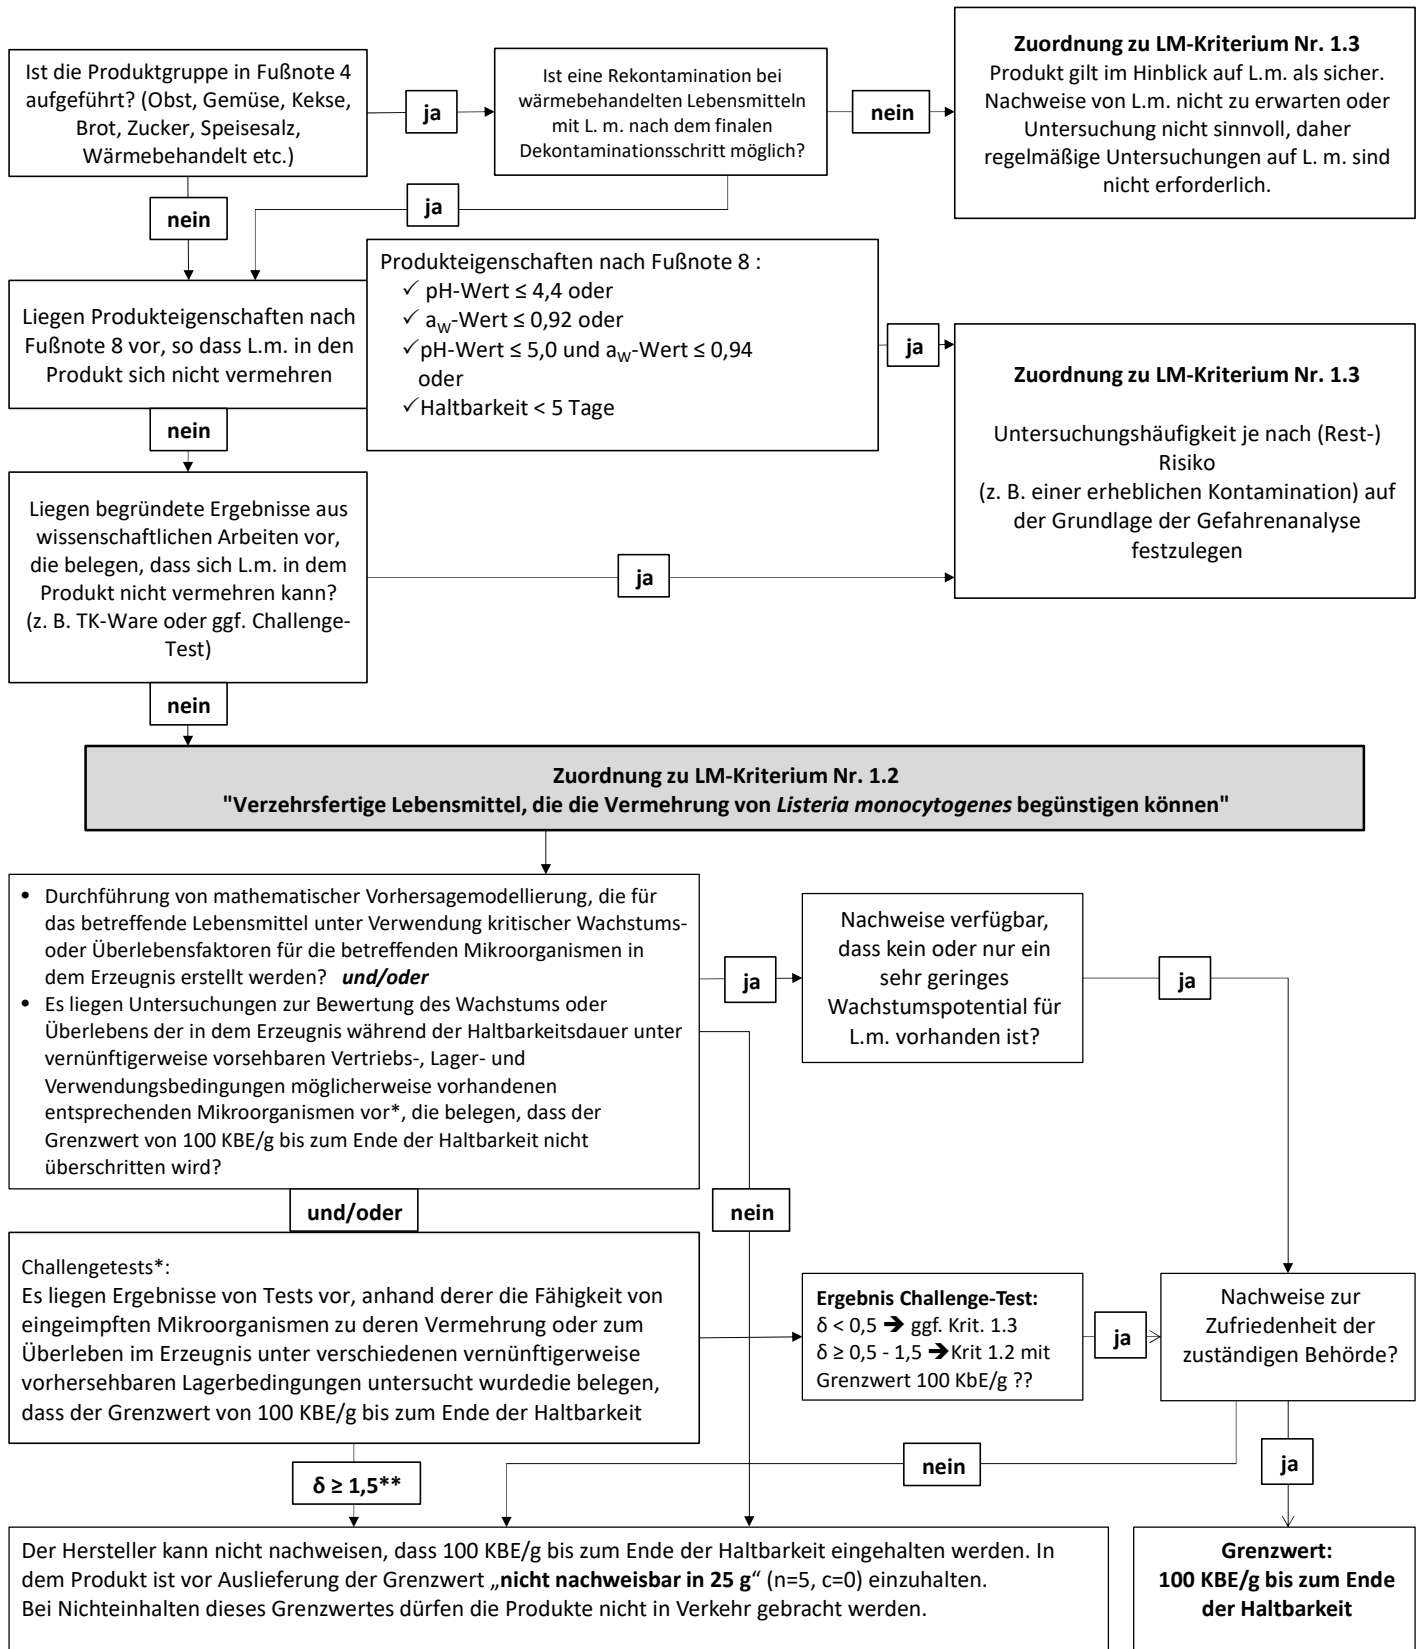 Ist die Produktgruppe in Fußnote 4
aufgeführt? (Obst, Gemüse, Kekse,
Brot, Zucker, Speisesalz,
Wärmebehandelt etc.)
ja
Ist eine Rekontamination bei
wärmebehandelten Lebensmitteln
mit L. m. nach dem finalen
Dekontaminationsschritt möglich?
nein
Zuordnung zu LM-Kriterium Nr. 1.3
Produkt gilt im Hinblick auf L.m. als sicher.
Nachweise von L.m. nicht zu erwarten oder
Untersuchung nicht sinnvoll, daher
regelmäßige Untersuchungen auf L. m. sind
nicht erforderlich.
nein
ja
Liegen Produkteigenschaften nach
Fußnote 8 vor, so dass L.m. in den
Produkt sich nicht vermehren
Produkteigenschaften nach Fußnote 8 :
✓ pH-Wert ≤ 4,4 oder
✓ aW-Wert ≤ 0,92 oder
✓pH-Wert ≤ 5,0 und aW-Wert ≤ 0,94
oder
✓Haltbarkeit < 5 Tage
ja
Zuordnung zu LM-Kriterium Nr. 1.3
Untersuchungshäufigkeit je nach (Rest-)
Risiko
(z. B. einer erheblichen Kontamination) auf
der Grundlage der Gefahrenanalyse
festzulegen
nein
Liegen begründete Ergebnisse aus
wissenschaftlichen Arbeiten vor,
die belegen, dass sich L.m. in dem
Produkt nicht vermehren kann?
(z. B. TK-Ware oder ggf. Challenge-
Test)
ja
nein
Zuordnung zu LM-Kriterium Nr. 1.2
"Verzehrsfertige Lebensmittel, die die Vermehrung von Listeria monocytogenes begünstigen können"
• Durchführung von mathematischer Vorhersagemodellierung, die für
das betreffende Lebensmittel unter Verwendung kritischer Wachstums-
oder Überlebensfaktoren für die betreffenden Mikroorganismen in
dem Erzeugnis erstellt werden? und/oder
• Es liegen Untersuchungen zur Bewertung des Wachstums oder
Überlebens der in dem Erzeugnis während der Haltbarkeitsdauer unter
vernünftigerweise vorsehbaren Vertriebs-, Lager- und
Verwendungsbedingungen möglicherweise vorhandenen
entsprechenden Mikroorganismen vor*, die belegen, dass der
Grenzwert von 100 KBE/g bis zum Ende der Haltbarkeit nicht
überschritten wird?
ja
Nachweise verfügbar,
dass kein oder nur ein
sehr geringes
Wachstumspotential für
L.m. vorhanden ist?
ja
und/oder
nein
Challengetests*:
Es liegen Ergebnisse von Tests vor, anhand derer die Fähigkeit von
eingeimpften Mikroorganismen zu deren Vermehrung oder zum
Überleben im Erzeugnis unter verschiedenen vernünftigerweise
vorhersehbaren Lagerbedingungen untersucht wurdedie belegen,
dass der Grenzwert von 100 KBE/g bis zum Ende der Haltbarkeit
Ergebnis Challenge-Test:
δ < 0,5 ➔ ggf. Krit. 1.3
δ ≥ 0,5 - 1,5 ➔Krit 1.2 mit
Grenzwert 100 KbE/g ??
ja
Nachweise zur
Zufriedenheit der
zuständigen Behörde?
δ ≥ 1,5**
nein
ja
Der Hersteller kann nicht nachweisen, dass 100 KBE/g bis zum Ende der Haltbarkeit eingehalten werden. In
dem Produkt ist vor Auslieferung der Grenzwert „nicht nachweisbar in 25 g“ (n=5, c=0) einzuhalten.
Bei Nichteinhalten dieses Grenzwertes dürfen die Produkte nicht in Verkehr gebracht werden.
Grenzwert:
100 KBE/g bis zum Ende
der Haltbarkeit